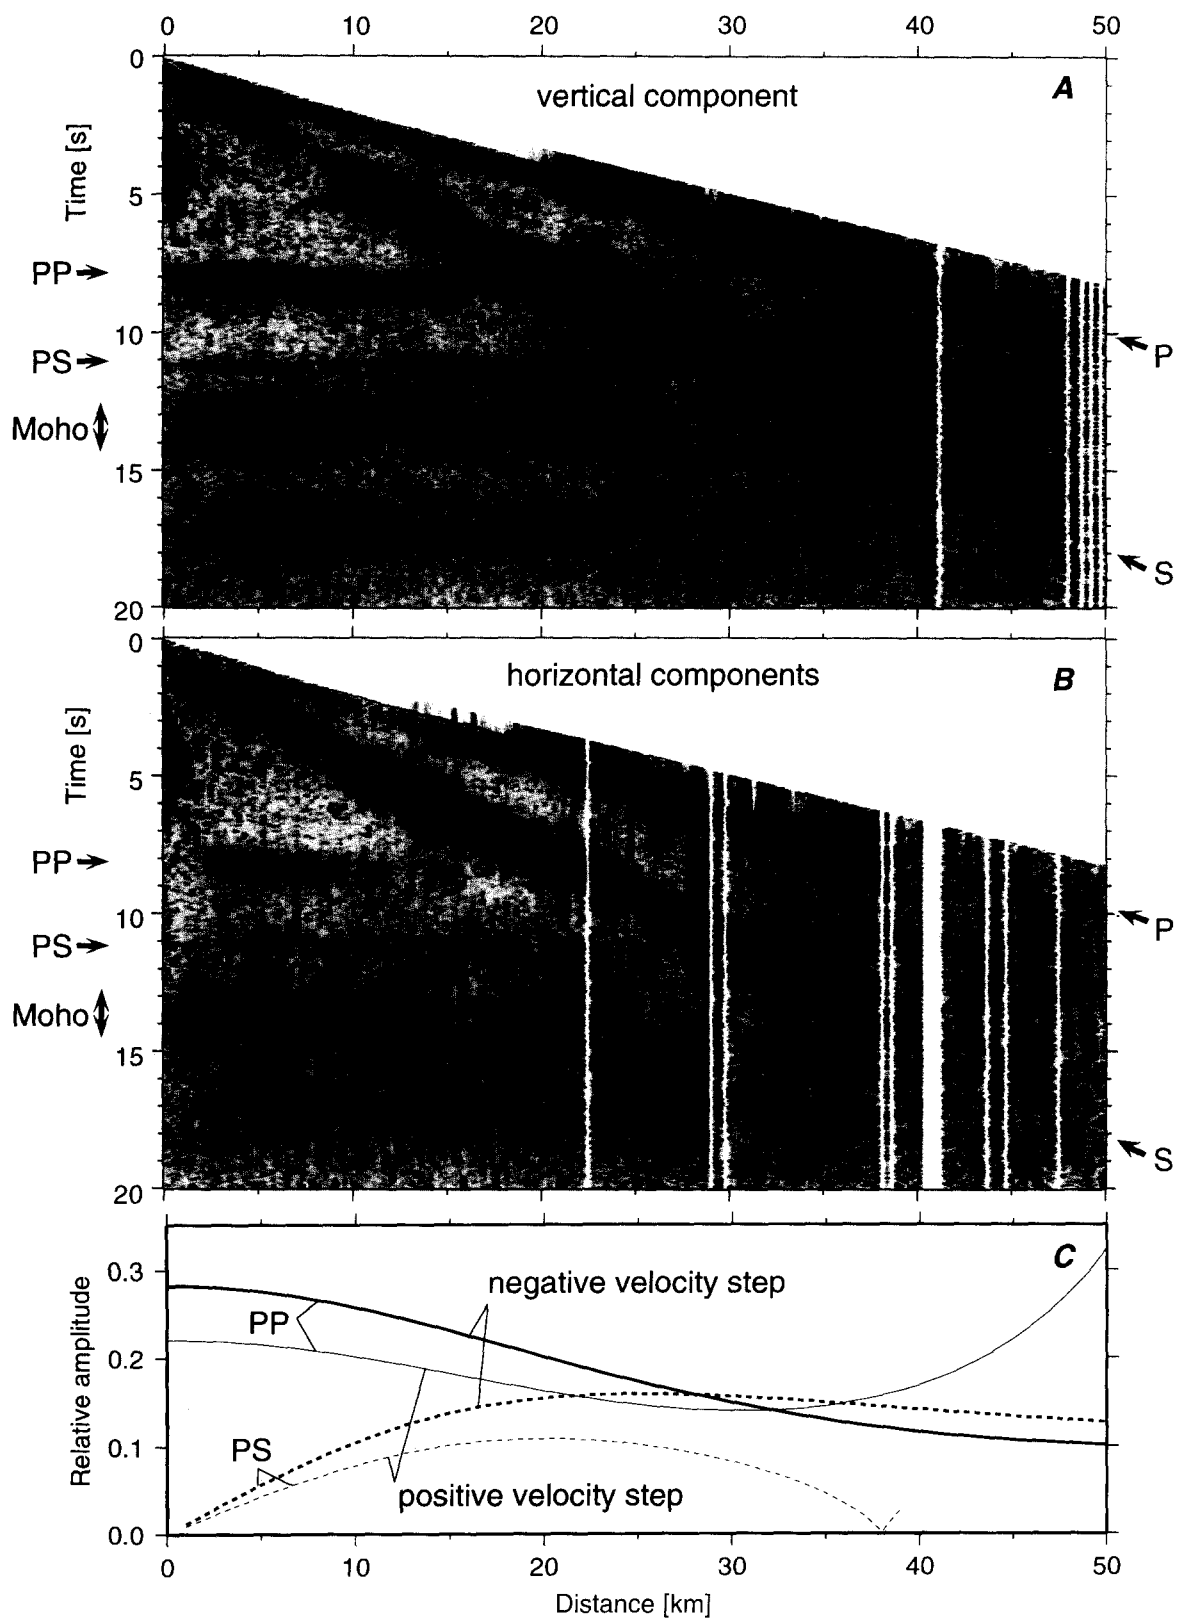 0 10 20 30 40 50
0
vertical component
A
Time [s]
5
PP
10
P
PS
Moho
15
S
20
0
horizontal components
B
Time [s]
5
PP
10
P
PS
Moho
15
S
20
C
0.3
negative velocity step
PP
0.2
Relative amplitude
0.1
PS
positive velocity step
0.0
0 10 20 30 40 50
Distance [km]